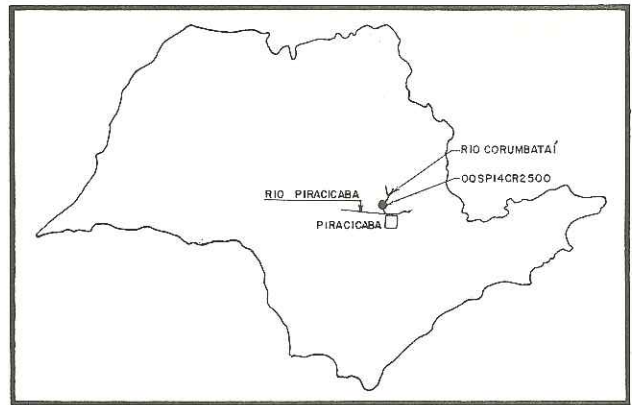 RIO CORUMBATAÍ
00SP14CR2500
RIO PIRACICABA
PIRACICABA